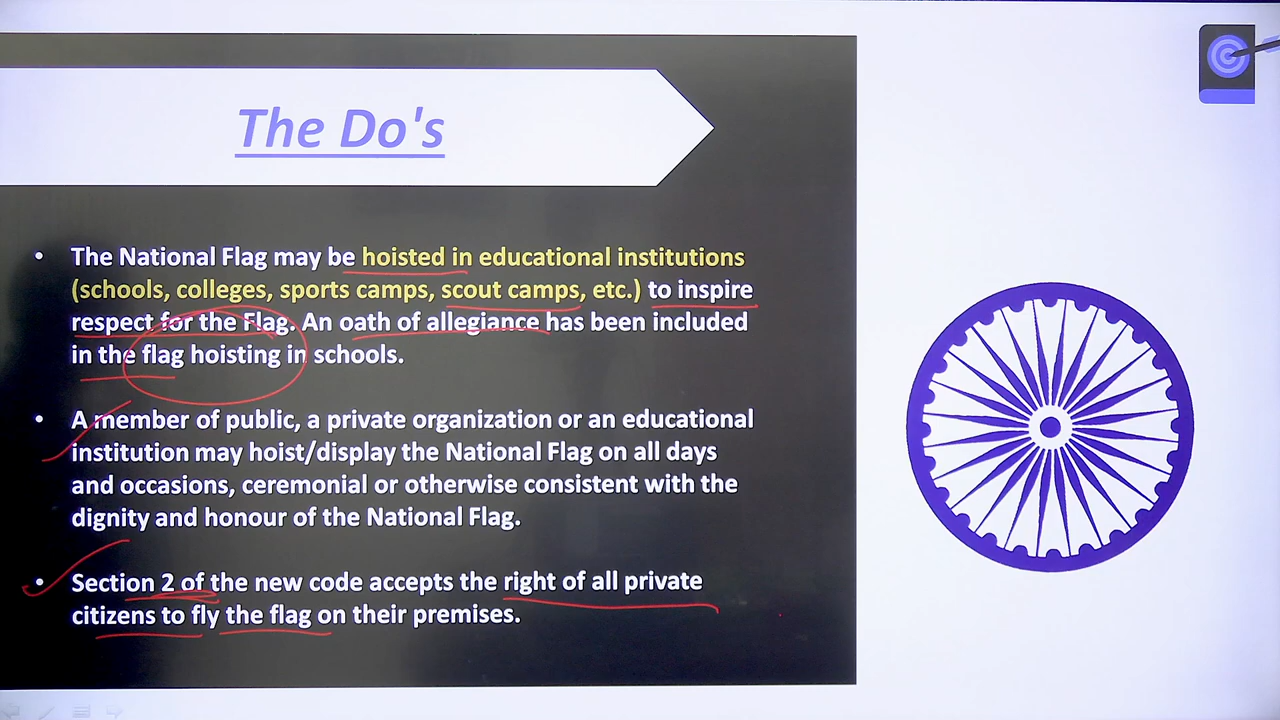 The Do's
• The National Flag may be hoisted in educational institutions
(schools, colleges, sports camps, scout camps, etc.) to inspire
respect for the Flag. An oath of allegiance has been included
in the flag hoisting in schools.
• A member of public, a private organization or an educational
institution may hoist/display the National Flag on all days
and occasions, ceremonial or otherwise consistent with the
dignity and honour of the National Flag.
• Section 2 of the new code accepts the right of all private
citizens to fly the flag on their premises.